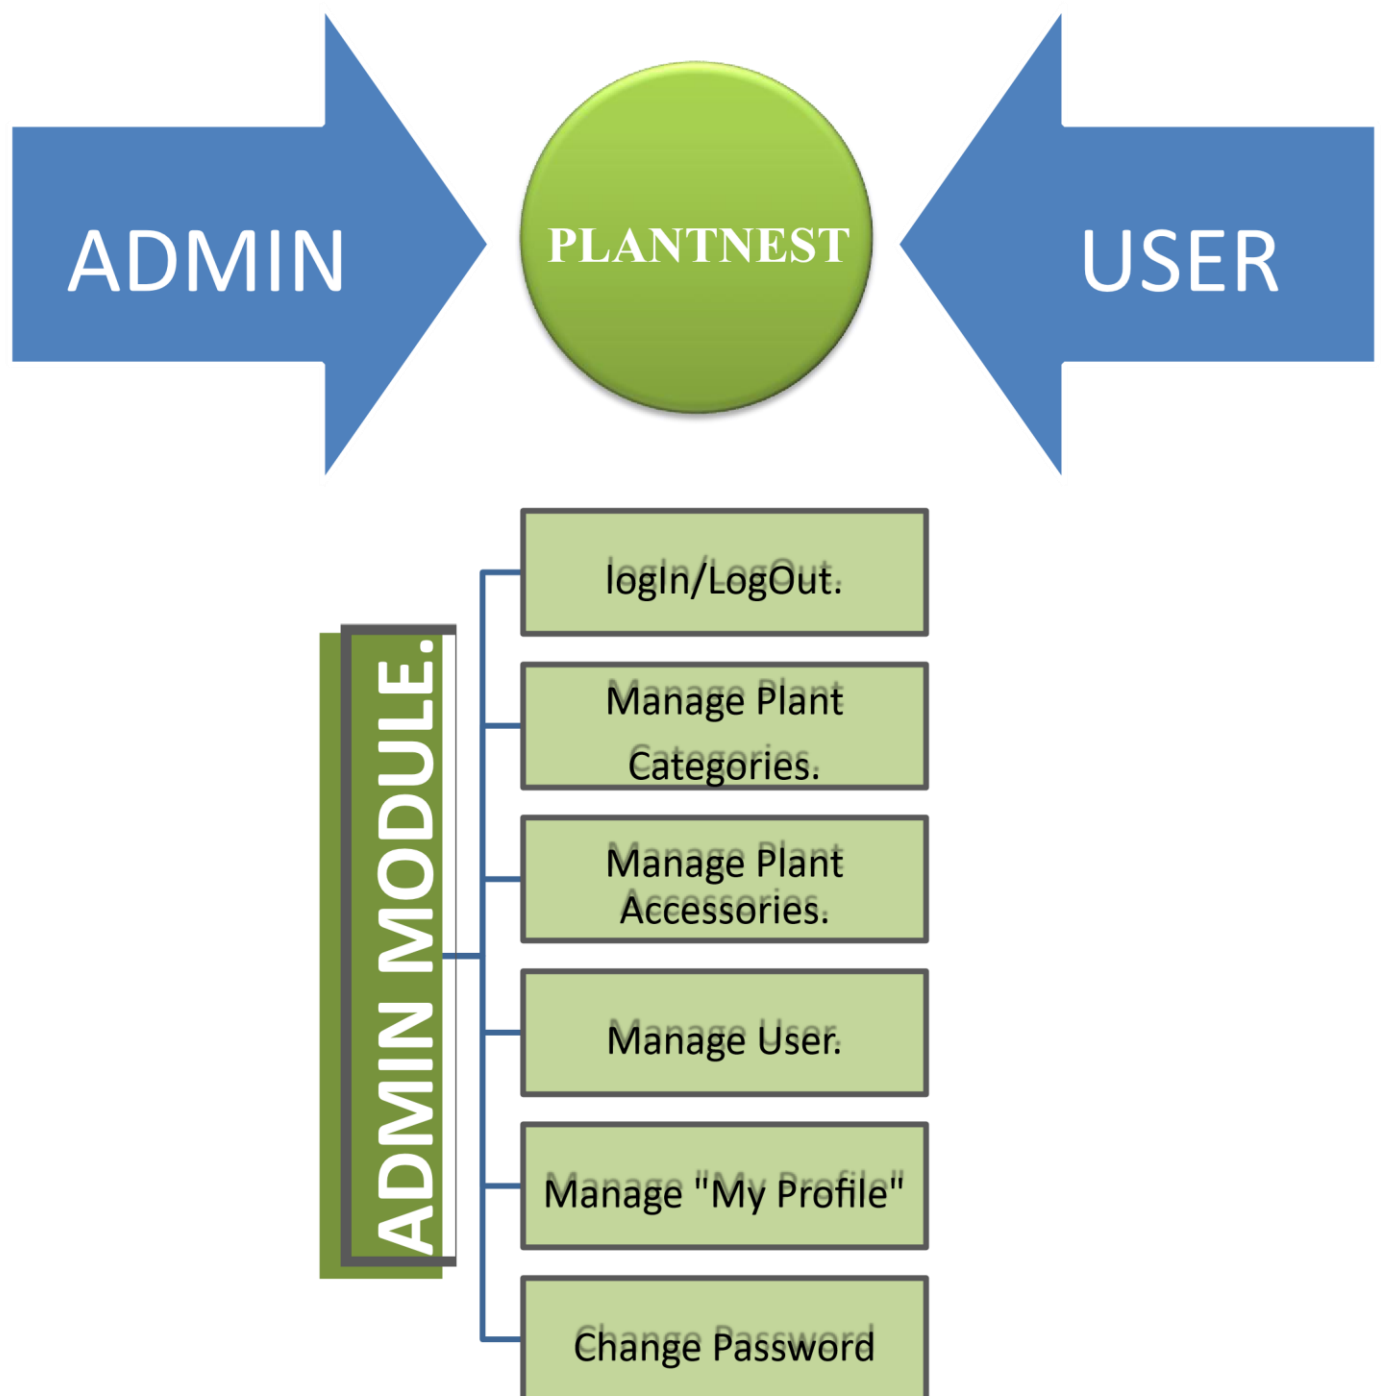 ADMIN
PLANTNEST
USER
ADMIN MODULE.
logIn/LogOut.
Manage Plant
Categories.
Manage Plant
Accessories.
Manage User.
Manage "My Profile"
Change Password